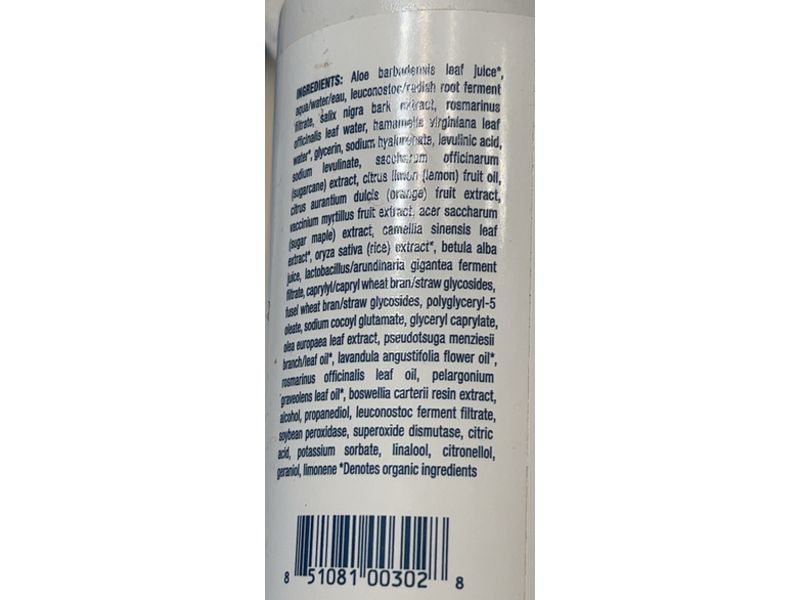 INGREDIENTS: Aloe barbadensis leaf juice*,
aqua/water/eau, leuconostoc/radish root ferment
filtrate, salix nigra bark extract, rosmarinus
officinalis leaf water, hamamelis virginiana leaf
water*, glycerin, sodium hyaluronate, levulinic acid,
sodium levulinate, saccharum officinarum
(sugarcane) extract, citrus limon (lemon) fruit oil,
citrus aurantium dulcis (orange) fruit extract,
vaccinium myrtillus fruit extract, acer saccharum
(sugar maple) extract, camellia sinensis leaf
extract*, oryza sativa (rice) extract*, betula alba
juice, lactobacillus/arundinaria gigantea ferment
filtrate, caprylyl/capryl wheat bran/straw glycosides,
fusel wheat bran/straw glycosides, polyglyceryl-5
oleate, sodium cocoyl glutamate, glyceryl caprylate,
olea europaea leaf extract, pseudotsuga menziesii
branch/leaf oil*, lavandula angustifolia flower oil*,
rosmarinus officinalis leaf oil, pelargonium
graveolens leaf oil*, boswellia carterii resin extract,
alcohol, propanediol, leuconostoc ferment filtrate,
soybean peroxidase, superoxide dismutase, citric
acid, potassium sorbate, linalool, citronellol,
geraniol, limonene *Denotes organic ingredients
8 51081 00302 8